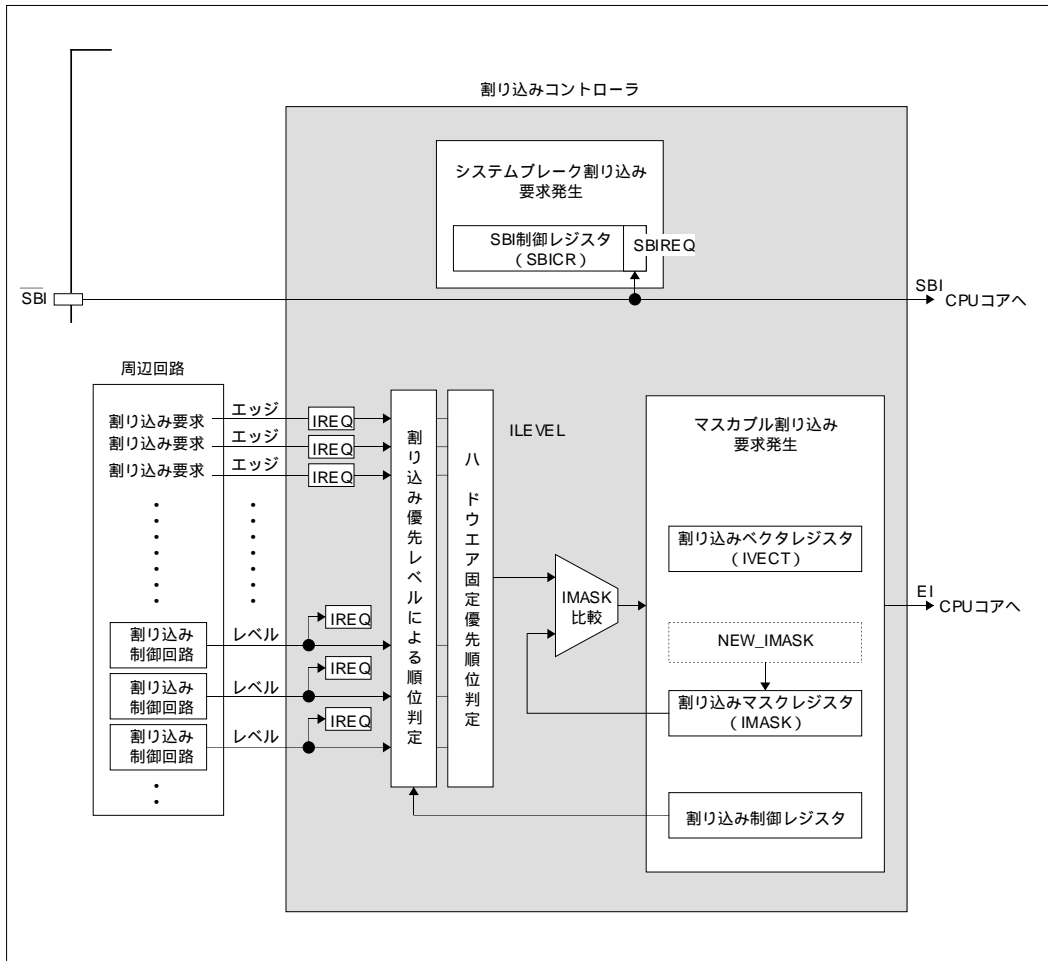 割り込みコントローラ
システムブレーク割り込み
要求発生
SBI制御レジスタ
(SBICR)
SBIREQ
SBI
SBI
CPUコアへ
周辺回路
割り込み要求
エッジ
IREQ
割り込み要求
エッジ
IREQ
割り込み要求
エッジ
IREQ
割り込み
制御回路
レベル
IREQ
割り込み
制御回路
レベル
IREQ
割り込み
制御回路
レベル
IREQ
割り込み優先レベルによる順位判定
ハ ドウエア固定優先順位判定
ILEVEL
IMASK
比較
マスカブル割り込み
要求発生
割り込みベクタレジスタ
(IVECT)
NEW_IMASK
割り込みマスクレジスタ
(IMASK)
割り込み制御レジスタ
EI
CPUコアへ